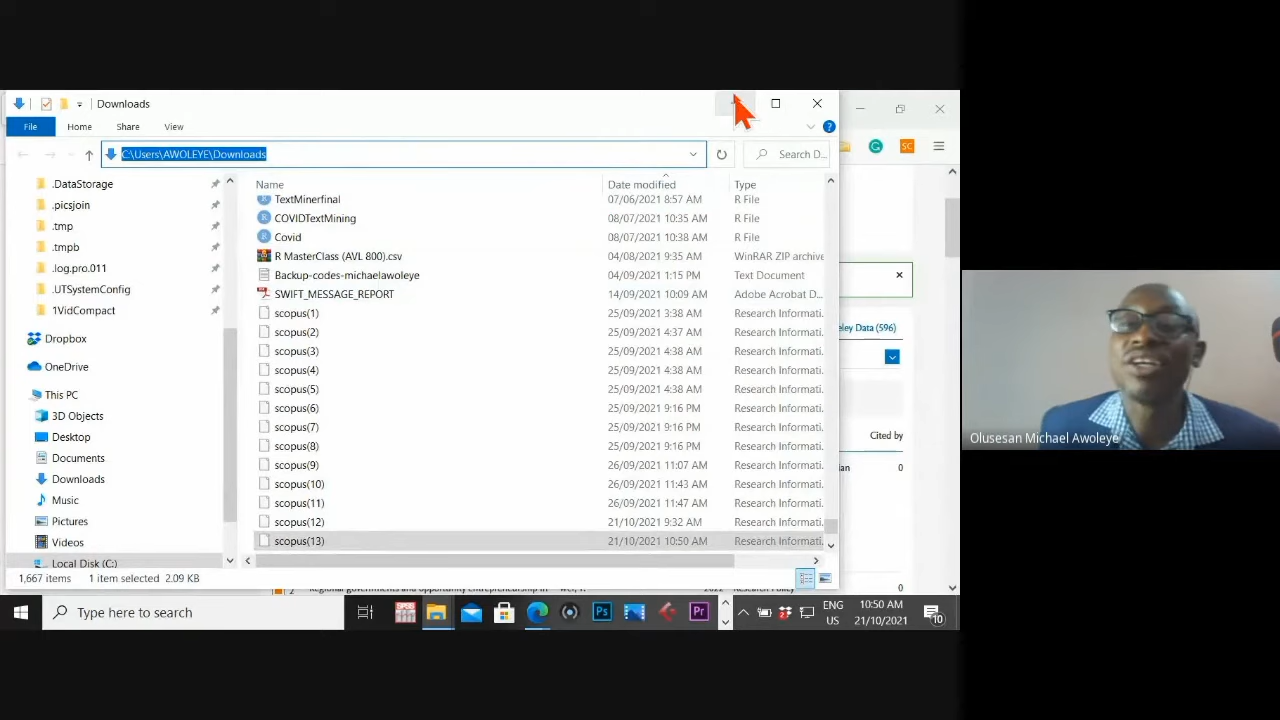 Downloads
File Home Share View
C:\Users\AWOLEYE\Downloads
Search D...
Name Date modified Type
.DataStorage
.picsjoin
.tmp
.tmpb
.log.pro.011
.UTSystemConfig
1VidCompact
Dropbox
OneDrive
This PC
3D Objects
Desktop
Documents
Downloads
Music
Pictures
Videos
Local Disk (C:)
TextMinerfinal 07/06/2021 8:57 AM R File
COVIDTextMining 08/07/2021 10:35 AM R File
Covid 08/07/2021 10:38 AM R File
R MasterClass (AVL 800).csv 04/08/2021 9:35 AM WinRAR ZIP archive
Backup-codes-michaelawoleye 04/09/2021 1:15 PM Text Document
SWIFT_MESSAGE_REPORT 14/09/2021 10:09 AM Adobe Acrobat D...
scopus(1) 25/09/2021 3:38 AM Research Informati...
scopus(2) 25/09/2021 4:37 AM Research Informati...
scopus(3) 25/09/2021 4:38 AM Research Informati...
scopus(4) 25/09/2021 4:38 AM Research Informati...
scopus(5) 25/09/2021 4:38 AM Research Informati...
scopus(6) 25/09/2021 9:16 PM Research Informati...
scopus(7) 25/09/2021 9:16 PM Research Informati...
scopus(8) 25/09/2021 9:16 PM Research Informati...
scopus(9) 26/09/2021 11:07 AM Research Informati...
scopus(10) 26/09/2021 11:43 AM Research Informati...
scopus(11) 26/09/2021 11:47 AM Research Informati...
scopus(12) 21/10/2021 9:32 AM Research Informati...
scopus(13) 21/10/2021 10:50 AM Research Informati...
1,667 items 1 item selected 2.09 KB
SC
eley Data (596)
Cited by
lan 0
0
Type here to search
SPSS
Ps
Pr
ENG
US
10:50 AM
21/10/2021
10
Olusesan Michael Awoleye